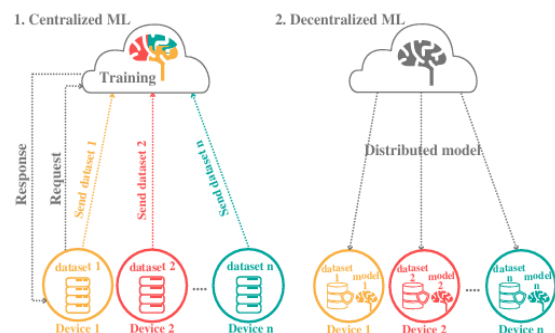 1. Centralized ML
Training
Response
Request
Send dataset 1
Send dataset 2
Send dataset n
dataset 1
dataset 2
dataset n
.....
Device 1
Device 2
Device n
2. Decentralized ML
Distributed model
dataset
1
model
1
dataset
2
model
2
dataset
n
model
n
....
Device 1
Device 2
Device n